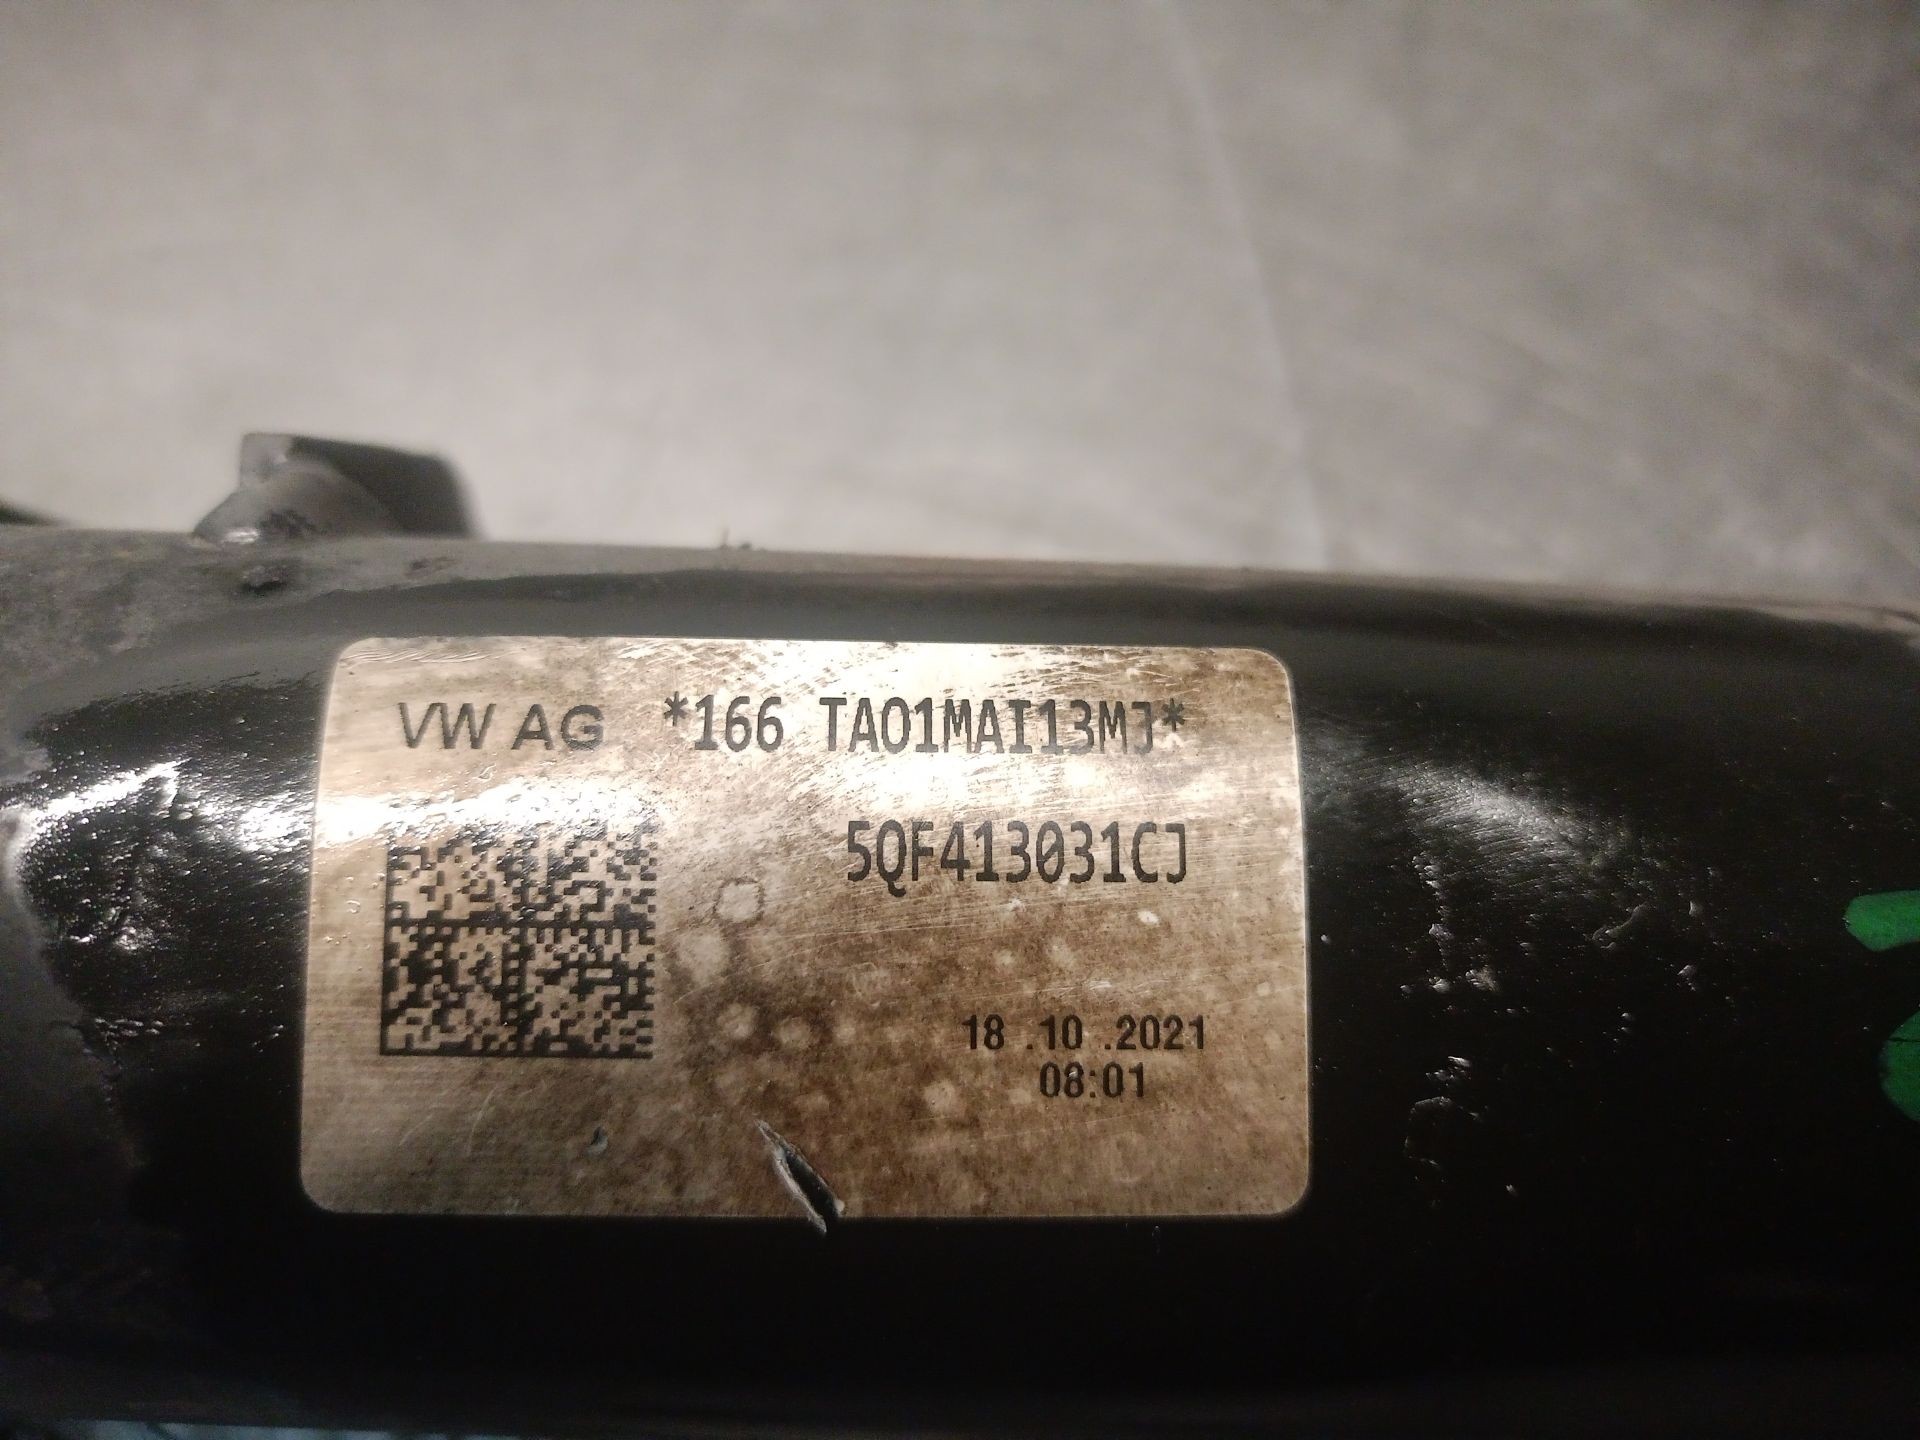 VW AG *166 TA01MAI13MJ*
5QF413031CJ
18 .10 .2021
08:01